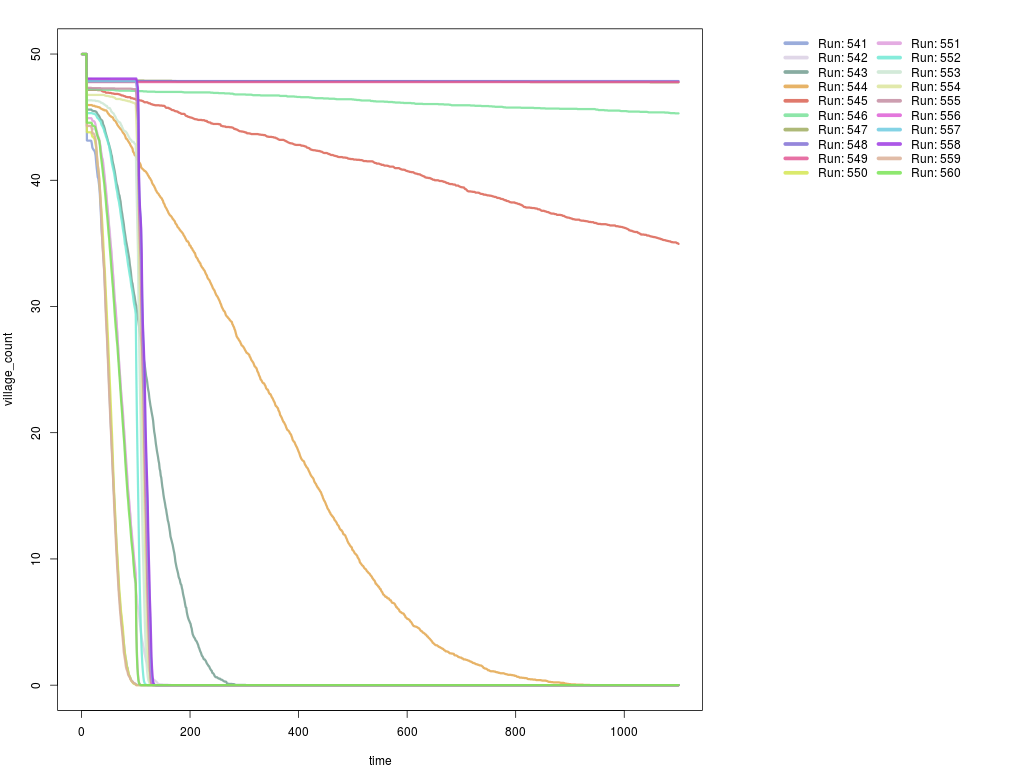 village_count
50
40
30
20
10
0
0 200 400 600 800 1000
time
Run: 541 Run: 551
Run: 542 Run: 552
Run: 543 Run: 553
Run: 544 Run: 554
Run: 545 Run: 555
Run: 546 Run: 556
Run: 547 Run: 557
Run: 548 Run: 558
Run: 549 Run: 559
Run: 550 Run: 560